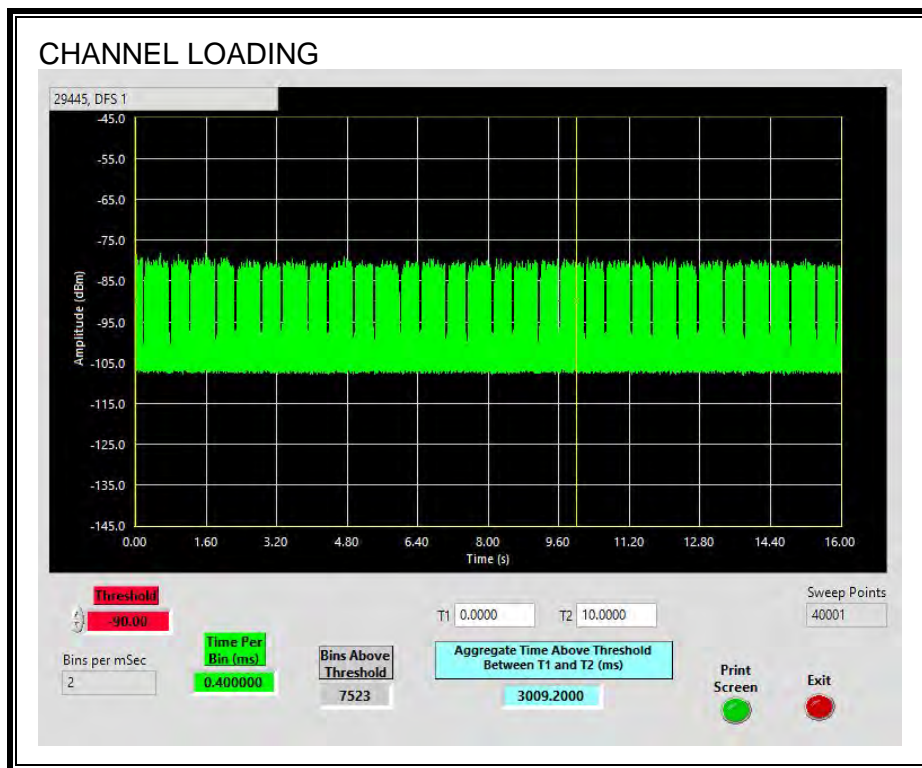 CHANNEL LOADING
29445, DFS 1
-45.0
-55.0
-65.0
-75.0
-85.0
-95.0
-105.0
-115.0
-125.0
-135.0
-145.0
Amplitude (dBm)
0.00 1.60 3.20 4.80 6.40 8.00 9.60 11.20 12.80 14.40 16.00
Time (s)
Threshold
-90.00
Bins per mSec
2
Time Per
Bin (ms)
0.400000
Bins Above
Threshold
7523
T1 0.0000 T2 10.0000
Aggregate Time Above Threshold
Between T1 and T2 (ms)
3009.2000
Sweep Points
40001
Print
Screen
Exit